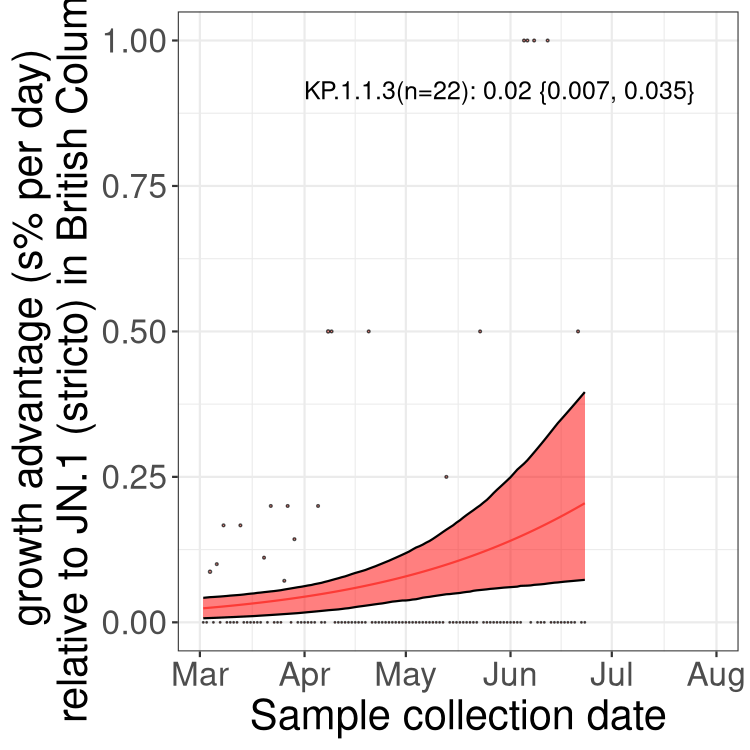 growth advantage (s% per day)
relative to JN.1 (stricto) in British Colum
1.00
0.75
0.50
0.25
0.00
KP.1.1.3(n=22): 0.02 {0.007, 0.035}
Mar Apr May Jun Jul Aug
Sample collection date